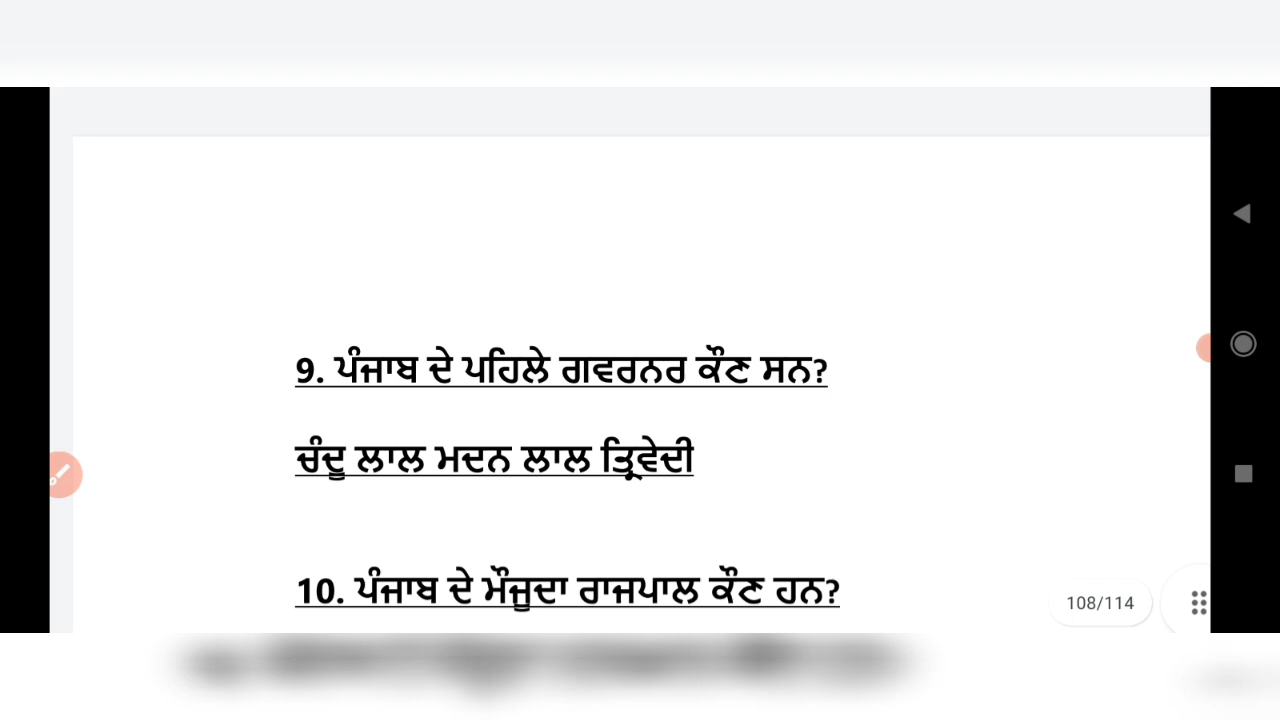 9. ਪੰਜਾਬ ਦੇ ਪਹਿਲੇ ਗਵਰਨਰ ਕੌਣ ਸਨ?
ਚੰਦੂ ਲਾਲ ਮਦਨ ਲਾਲ ਤ੍ਰਿਵੇਦੀ
10. ਪੰਜਾਬ ਦੇ ਮੌਜੂਦਾ ਰਾਜਪਾਲ ਕੌਣ ਹਨ?
108/114